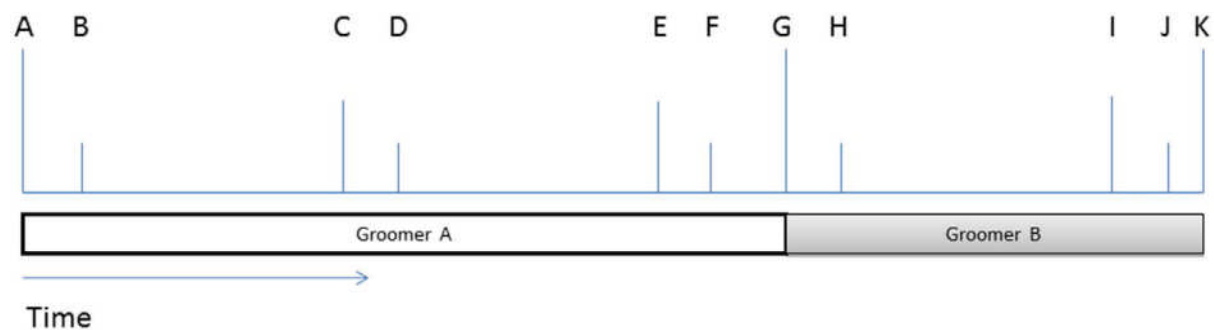 A B C D E F G H I J K
Groomer A Groomer B
Time